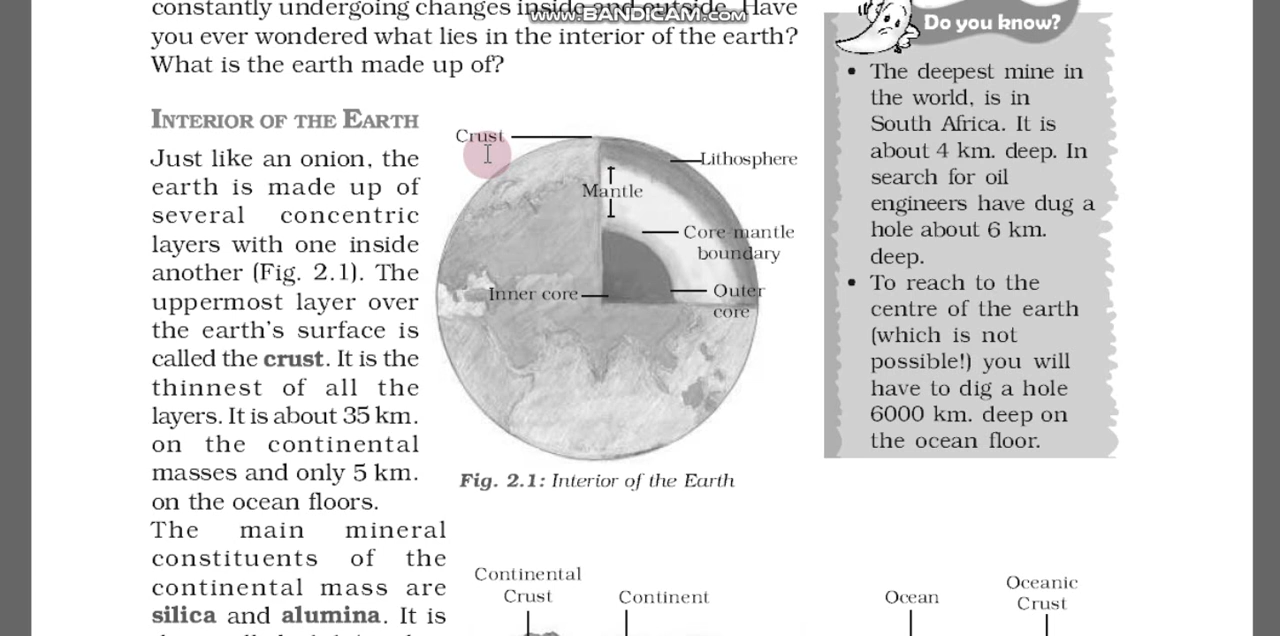 constantly undergoing changes inside and outside. Have
www.BANDICAM.com
you ever wondered what lies in the interior of the earth?
What is the earth made up of?
INTERIOR OF THE EARTH
Just like an onion, the
earth is made up of
several concentric
layers with one inside
another (Fig. 2.1). The
uppermost layer over
the earth's surface is
called the crust. It is the
thinnest of all the
layers. It is about 35 km.
on the continental
masses and only 5 km.
on the ocean floors.
The main mineral
constituents of the
continental mass are
silica and alumina. It is
Crust
Lithosphere
Mantle
Core-mantle
boundary
Inner core
Outer
core
Fig. 2.1: Interior of the Earth
Continental
Crust
Continent
Ocean
Oceanic
Crust
Do you know?
• The deepest mine in
the world, is in
South Africa. It is
about 4 km. deep. In
search for oil
engineers have dug a
hole about 6 km.
deep.
• To reach to the
centre of the earth
(which is not
possible!) you will
have to dig a hole
6000 km. deep on
the ocean floor.